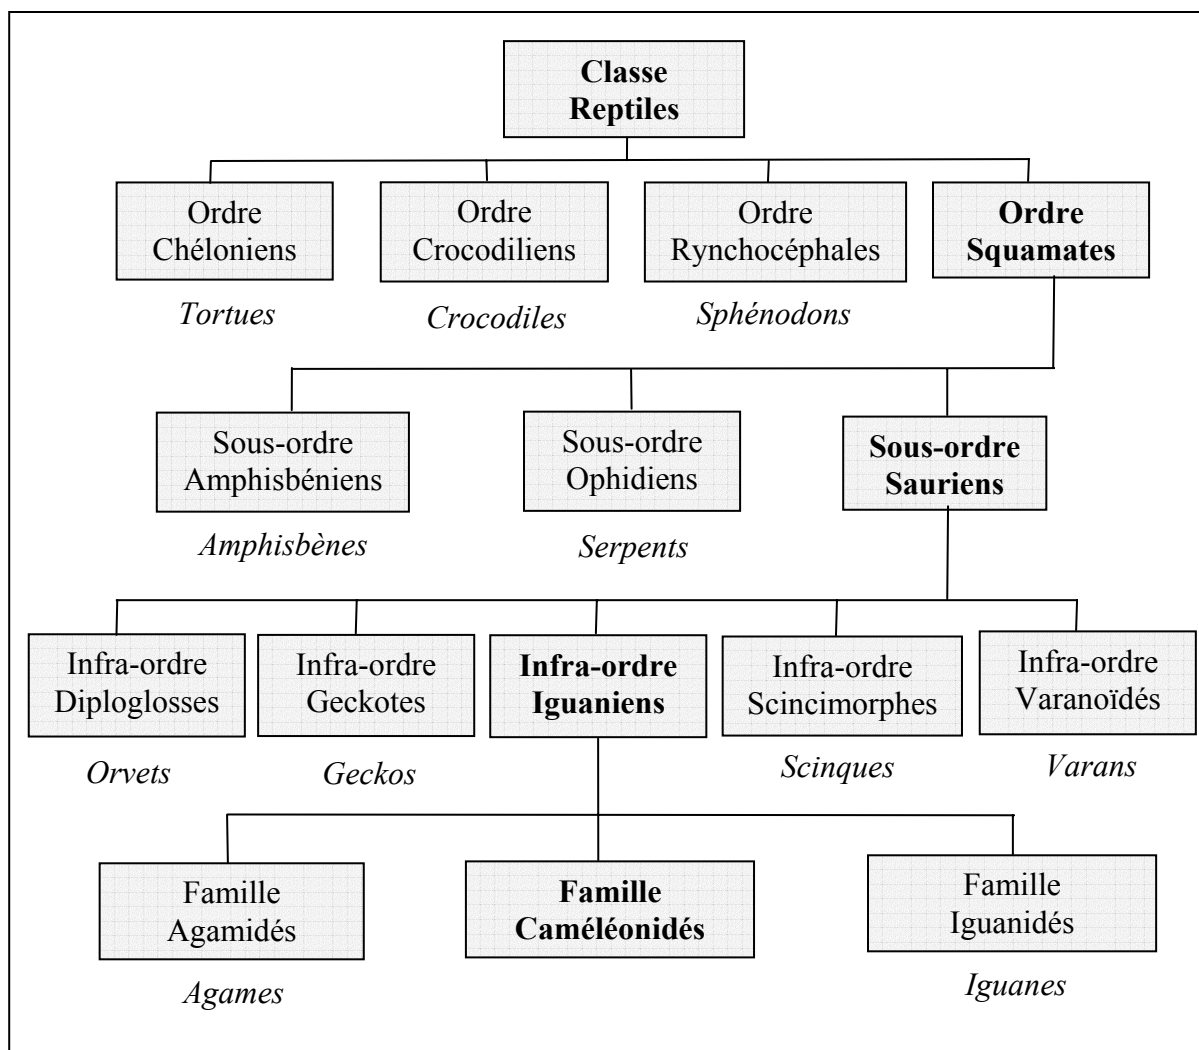 Classe
Reptiles
Ordre
Chéloniens
Ordre
Crocodiliens
Ordre
Rynchocéphales
Ordre
Squamates
Tortues
Crocodiles
Sphénodons
Sous-ordre
Amphisbéniens
Sous-ordre
Ophidiens
Sous-ordre
Sauriens
Amphisbènes
Serpents
Infra-ordre
Diploglosses
Infra-ordre
Geckotes
Infra-ordre
Iguaniens
Infra-ordre
Scincimorphes
Infra-ordre
Varanoïdés
Orvets
Geckos
Scinques
Varans
Famille
Agamidés
Famille
Caméléonidés
Famille
Iguanidés
Agames
Iguanes